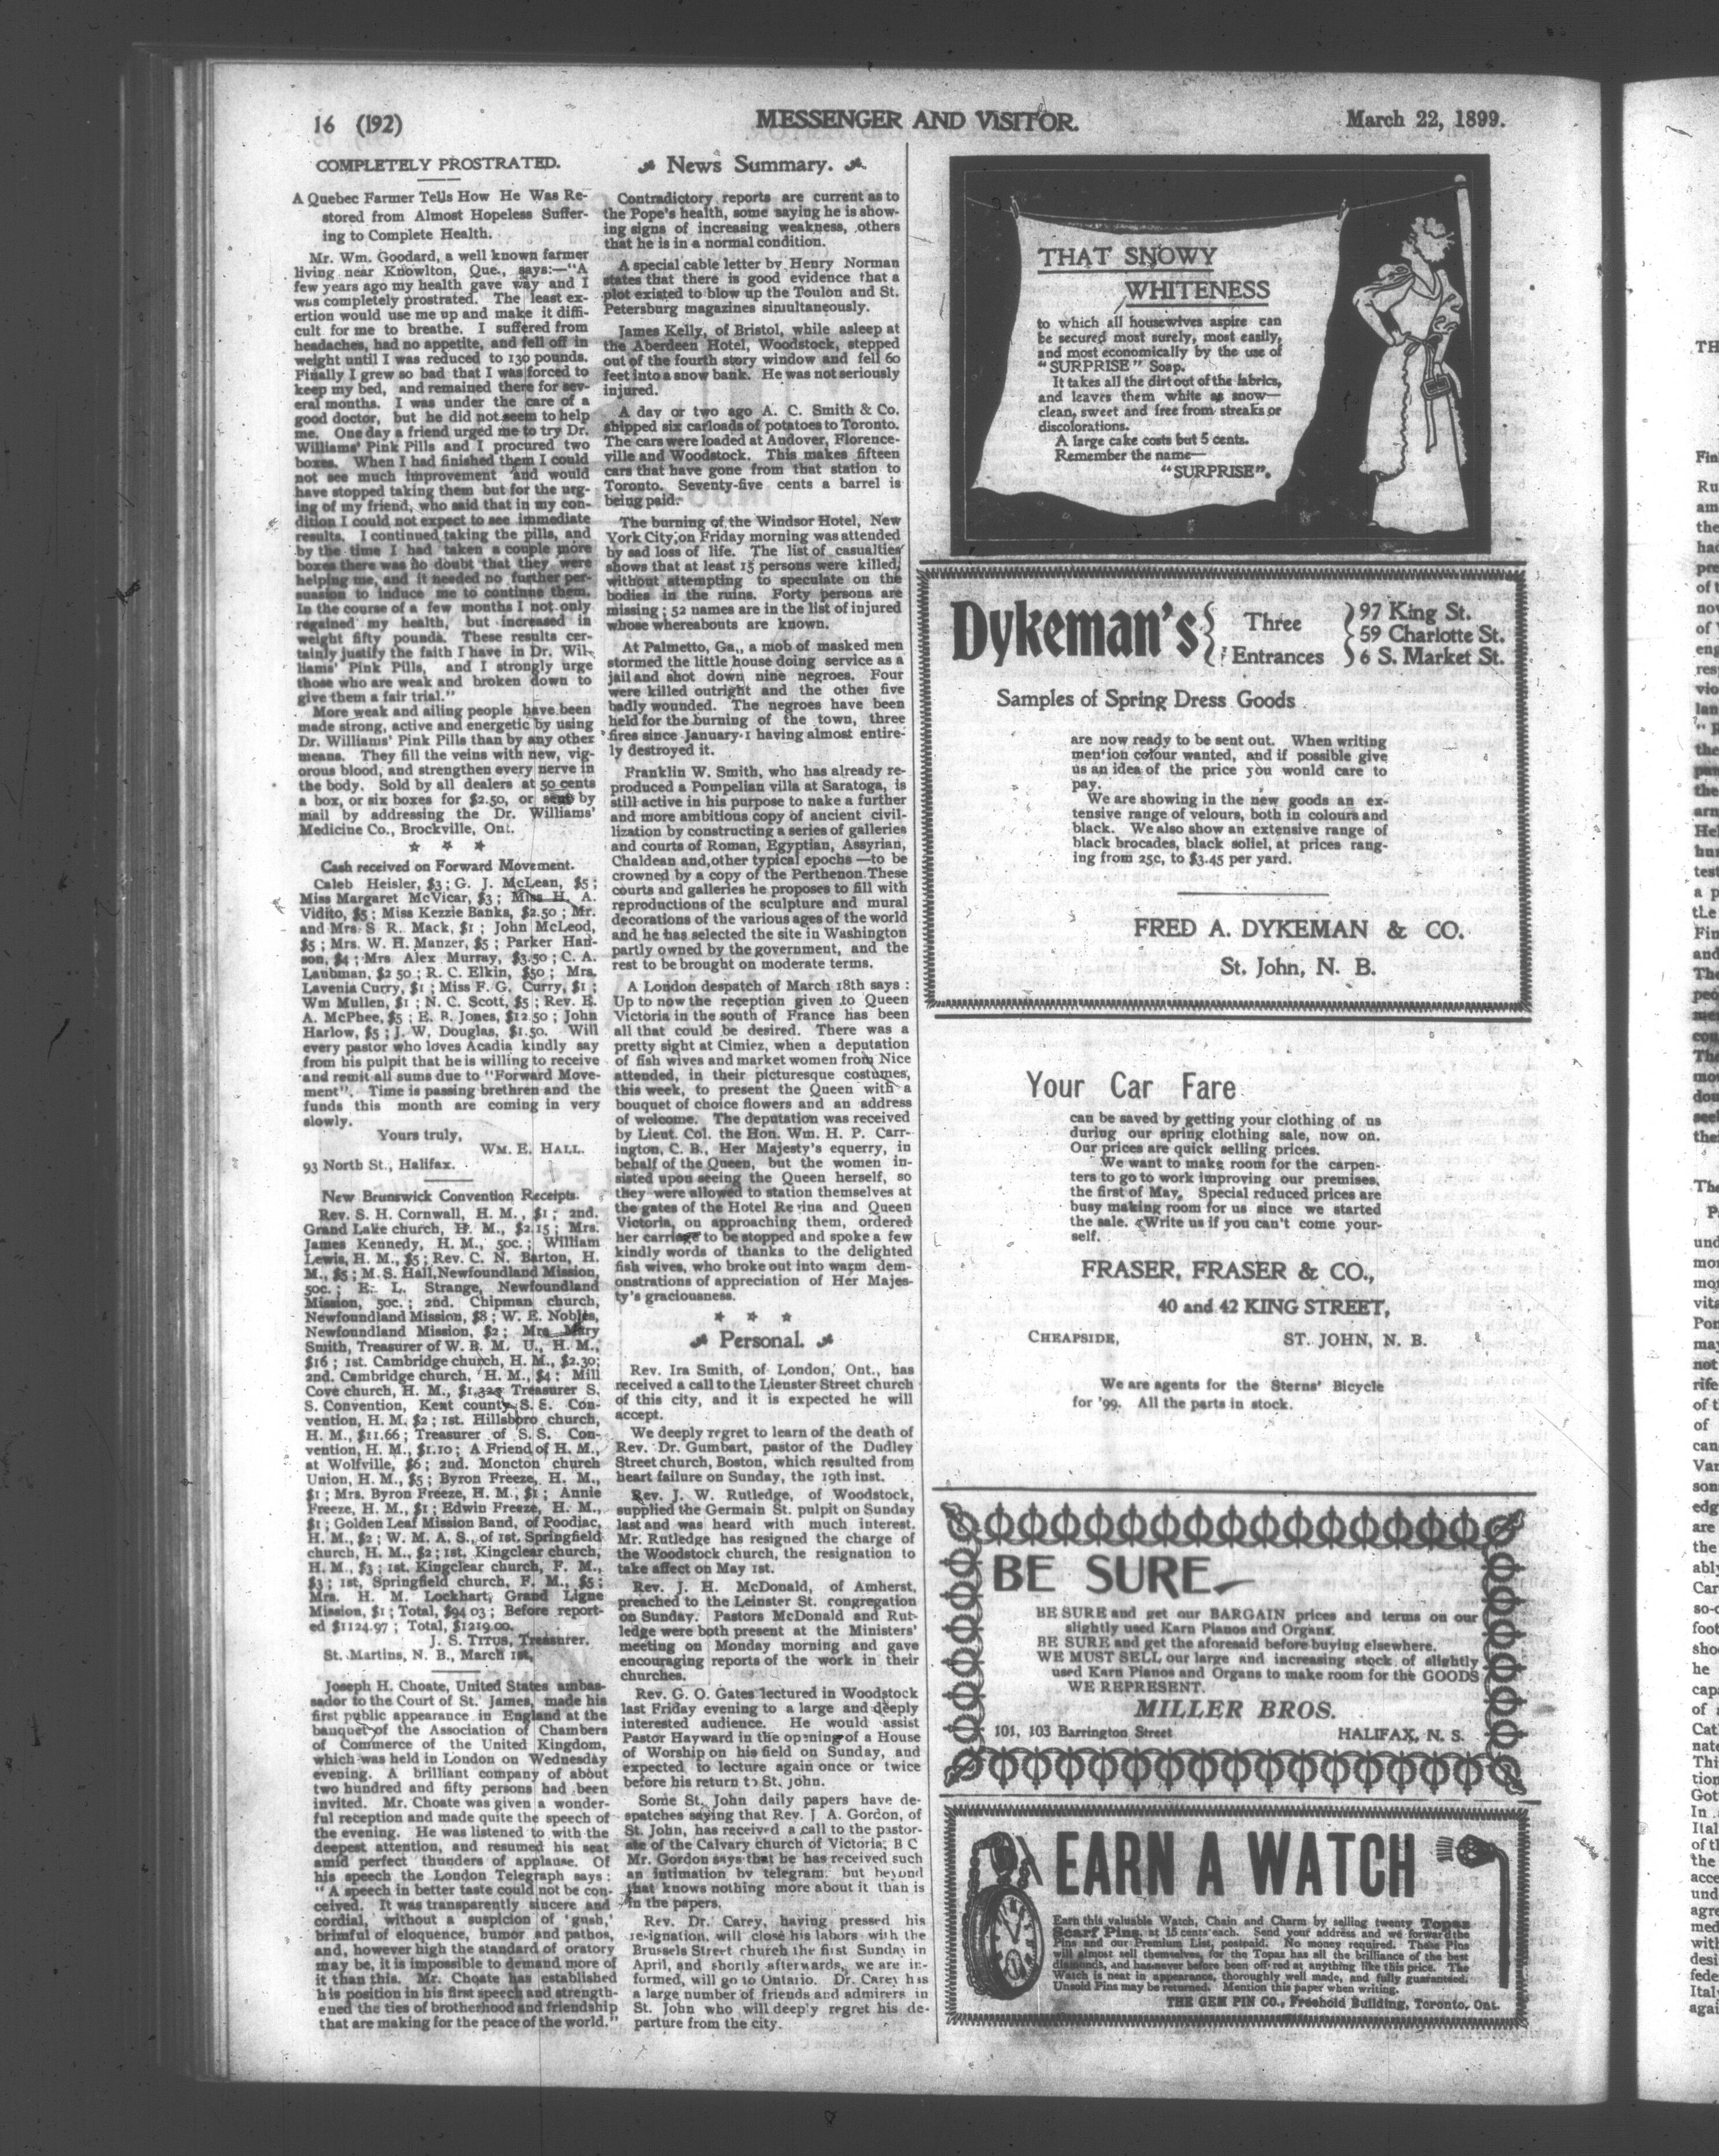 16 (192)
MESSENGER AND VISITOR.
March 22, 1899.
COMPLETELY PROSTRATED.
A Quebec Farmer Tells How He Was Re-
stored from Almost Hopeless Suffer-
ing to Complete Health.
Mr. Wm. Goodard, a well known farmer
living near Knowlton, Que., says:—"A
few years ago my health gave way and I
was completely prostrated. The least ex-
ertion would use me up and make it diffi-
cult for me to breathe. I suffered from
headaches, had no appetite, and fell off in
weight until I was reduced to 130 pounds.
Finally I grew so bad that I was forced to
keep my bed, and remained there for sev-
eral months. I was under the care of a
good doctor, but he did not seem to help
me. One day a friend urged me to try Dr.
Williams' Pink Pills and I procured two
boxes. When I had finished them I could
not see much improvement and would
have stopped taking them but for the urg-
ing of my friend, who said that in my con-
dition I could not expect to see immediate
results. I continued taking the pills, and
by the time I had taken a couple more
boxes there was no doubt that they were
helping me, and it needed no further per-
suasion to induce me to continue them.
In the course of a few months I not only
regained my health, but increased in
weight fifty pounds. These results cer-
tainly justify the faith I have in Dr. Wil-
liams' Pink Pills, and I strongly urge
those who are weak and broken down to
give them a fair trial."
More weak and ailing people have been
made strong, active and energetic by using
Dr. Williams' Pink Pills than by any other
means. They fill the veins with new, vig-
orous blood, and strengthen every nerve in
the body. Sold by all dealers at 50 cents
a box, or six boxes for $2.50, or sent by
mail by addressing the Dr. Williams'
Medicine Co., Brockville, Ont.
Cash received on Forward Movement.
Caleb Heisler, $3; G. J. McLean, $5;
Miss Margaret McVicar, $3; Miss H. A.
Vidito, $5; Miss Kezzie Banks, $2.50; Mr.
and Mrs. S R. Mack, $1; John McLeod,
$5; Mrs. W. H. Manzer, $5; Parker Han-
son, $4; Mrs. Alex Murray, $3.50; C. A.
Laubman, $2 50; R. C. Elkin, $50; Mrs.
Lavenia Curry, $1; Miss F. G. Curry, $1;
Wm Mullen, $1; N. C. Scott, $5; Rev. E.
A. McPhee, $5; E. R. Jones, $12.50; John
Harlow, $5; J. W. Douglas, $1.50. Will
every pastor who loves Acadia kindly say
from his pulpit that he is willing to receive
and remit all sums due to "Forward Move-
ment". Time is passing brethren and the
funds this month are coming in very
slowly.
Yours truly,
WM. E. HALL.
93 North St., Halifax.
New Brunswick Convention Receipts.
Rev. S. H. Cornwall, H. M., $1; 2nd.
Grand Lake church, H. M., $2.15; Mrs.
James Kennedy, H. M., 50c.; William
Lewis, H. M., $5; Rev. C. N. Barton, H.
M., $5; M. S. Hall, Newfoundland Mission,
50c.; E. L. Strange, Newfoundland
Mission, 50c.; 2nd. Chipman church,
Newfoundland Mission, $8; W. E. Nobles,
Newfoundland Mission, $2; Mrs Mary
Smith, Treasurer of W. B. M. U., H. M.,
$16; 1st. Cambridge church, H. M., $2.30;
2nd. Cambridge church, H. M., $4: Mill
Cove church, H. M., Treasurer S.
S. Convention, Kent county S. S. Con-
vention, H. M. $2; 1st. Hillsboro church,
H. M., $11.66; Treasurer of S. S. Con-
vention, H. M., $1.10; A Friend of H. M.,
at Wolfville, $6; 2nd. Moncton church
Union, H. M., $5; Byron Freeze, H. M.,
$1; Mrs. Byron Freeze, H. M., $1; Annie
Freeze, H. M., $1; Edwin Freeze, H. M.,
$1; Golden Leaf Mission Band, of Poodiac,
H. M., $2; W. M. A. S., of 1st. Springfield
church, H. M., $2; 1st. Kingclear church,
H. M., $3; 1st. Kingclear church, F. M.,
$3; 1st, Springfield church, F. M., $5;
Mrs. H. M. Lockhart, Grand Ligne
Mission, $1; Total, $94 03; Before report-
ed $1124.97; Total, $1219.00.
J. S. TITUS, Treasurer.
St. Martins, N. B., March 1st,
Joseph H. Choate, United States ambas-
sador to the Court of St. James, made his
first public appearance in England at the
banquet of the Association of Chambers
of Commerce of the United Kingdom,
which was held in London on Wednesday
evening. A brilliant company of about
two hundred and fifty persons had been
invited. Mr. Choate was given a wonder-
ful reception and made quite the speech of
the evening. He was listened to with the
deepest attention, and resumed his seat
amid perfect thunders of applause. Of
his speech the London Telegraph says:
"A speech in better taste could not be con-
ceived. It was transparently sincere and
cordial, without a suspicion of 'gush,'
brimful of eloquence, humor and pathos,
and, however high the standard of oratory
may be, it is impossible to demand more of
it than this. Mr. Choate has established
his position in his first speech and strength-
ened the ties of brotherhood and friendship
that are making for the peace of the world."
News Summary.
Contradictory reports are current as to
the Pope's health, some saying he is show-
ing signs of increasing weakness, others
that he is in a normal condition.
A special cable letter by Henry Norman
states that there is good evidence that a
plot existed to blow up the Toulon and St.
Petersburg magazines simultaneously.
James Kelly, of Bristol, while asleep at
the Aberdeen Hotel, Woodstock, stepped
out of the fourth story window and fell 60
feet into a snow bank. He was not seriously
injured.
A day or two ago A. C. Smith & Co.
shipped six carloads of potatoes to Toronto.
The cars were loaded at Andover, Florence-
ville and Woodstock. This makes fifteen
cars that have gone from that station to
Toronto. Seventy-five cents a barrel is
being paid.
The burning of the Windsor Hotel, New
York City, on Friday morning was attended
by sad loss of life. The list of casualties
shows that at least 15 persons were killed,
without attempting to speculate on the
bodies in the ruins. Forty persons are
missing; 52 names are in the list of injured
whose whereabouts are known.
At Palmetto, Ga., a mob of masked men
stormed the little house doing service as a
jail and shot down nine negroes. Four
were killed outright and the other five
badly wounded. The negroes have been
held for the burning of the town, three
fires since January 1 having almost entire-
ly destroyed it.
Franklin W. Smith, who has already re-
produced a Pompelian villa at Saratoga, is
still active in his purpose to nake a further
and more ambitious copy of ancient civil-
lization by constructing a series of galleries
and courts of Roman, Egyptian, Assyrian,
Chaldean and, other typical epochs—to be
crowned by a copy of the Perthenon. These
courts and galleries he proposes to fill with
reproductions of the sculpture and mural
decorations of the various ages of the world
and he has selected the site in Washington
partly owned by the government, and the
rest to be brought on moderate terms.
A London despatch of March 18th says:
Up to now the reception given to Queen
Victoria in the south of France has been
all that could be desired. There was a
pretty sight at Cimiez, when a deputation
of fish wives and market women from Nice
attended, in their picturesque costumes,
this week, to present the Queen with a
bouquet of choice flowers and an address
of welcome. The deputation was received
by Lieut. Col. the Hon. Wm. H. P. Carr-
ington, C. B., Her Majesty's equerry, in
behalf of the Queen, but the women in-
sisted upon seeing the Queen herself, so
they were allowed to station themselves at
the gates of the Hotel Regina and Queen
Victoria, on approaching them, ordered
her carriage to be stopped and spoke a few
kindly words of thanks to the delighted
fish wives, who broke out into warm dem-
onstrations of appreciation of Her Majes-
ty's graciousness.
Personal.
Rev. Ira Smith, of London, Ont., has
received a call to the Lienster Street church
of this city, and it is expected he will
accept.
We deeply regret to learn of the death of
Rev. Dr. Gumbart, pastor of the Dudley
Street church, Boston, which resulted from
heart failure on Sunday, the 19th inst.
Rev. J. W. Rutledge, of Woodstock,
supplied the Germain St. pulpit on Sunday
last and was heard with much interest.
Mr. Rutledge has resigned the charge of
the Woodstock church, the resignation to
take affect on May 1st.
Rev. J. H. McDonald, of Amherst,
preached to the Leinster St. congregation
on Sunday. Pastors McDonald and Rut-
ledge were both present at the Ministers'
meeting on Monday morning and gave
encouraging reports of the work in their
churches.
Rev. G. O. Gates lectured in Woodstock
last Friday evening to a large and deeply
interested audience. He would assist
Pastor Hayward in the opening of a House
of Worship on his field on Sunday, and
expected to lecture again once or twice
before his return to St. John.
Some St. John daily papers have de-
spatches saying that Rev. J A. Gordon, of
St. John, has received a call to the pastor-
ate of the Calvary church of Victoria, B C
Mr. Gordon says that he has received such
an intimation by telegram. but beyond
that knows nothing more about it than is
in the papers.
Rev. Dr. Carey, having pressed his
resignation, will close his labors with the
Brussels Street church the first Sunday in
April, and shortly afterwards, we are in-
formed, will go to Ontario. Dr. Carey has
a large number of friends and admirers in
St. John who will deeply regret his de-
parture from the city.
THAT SNOWY
WHITENESS
to which all housewives aspire can
be secured most surely, most easily,
and most economically by the use of
"SURPRISE" Soap.
It takes all the dirt out of the fabrics,
and leaves them white as snow—
clean, sweet and free from streaks or
discolorations.
A large cake costs but 5 cents.
Remember the name—
"SURPRISE".
Dykeman's
Three
Entrances
97 King St.
59 Charlotte St.
6 S. Market St.
Samples of Spring Dress Goods
are now ready to be sent out. When writing
men'ion colour wanted, and if possible give
us an idea of the price you would care to
pay.
We are showing in the new goods an ex-
tensive range of velours, both in colours and
black. We also show an extensive range of
black brocades, black soliel, at prices rang-
ing from 25c, to $3.45 per yard.
FRED A. DYKEMAN & CO.
St. John, N. B.
Your Car Fare
can be saved by getting your clothing of us
during our spring clothing sale, now on.
Our prices are quick selling prices.
We want to make room for the carpen-
ters to go to work improving our premises,
the first of May. Special reduced prices are
busy making room for us since we started
the sale. Write us if you can't come your-
self.
FRASER, FRASER & CO.,
40 and 42 KING STREET,
CHEAPSIDE,
ST. JOHN, N. B.
We are agents for the Sterns' Bicycle
for '99. All the parts in stock.
BE SURE
BE SURE and get our BARGAIN prices and terms on our
slightly used Karn Pianos and Organs.
BE SURE and get the aforesaid before buying elsewhere.
WE MUST SELL our large and increasing stock of slightly
used Karn Pianos and Organs to make room for the GOODS
WE REPRESENT.
MILLER BROS.
101, 103 Barrington Street
HALIFAX, N. S.
EARN A WATCH
Earn this valuable Watch, Chain and Charm by selling twenty Topaz
Scarf Pins, at 15 cents each. Send your address and we forward the
Pins and our Premium List, postpaid. No money required. These Pins
will almost sell themselves, for the Topaz has all the brilliance of the best
diamonds, and has never before been offered at anything like this price. The
Watch is neat in appearance, thoroughly well made, and fully guaranteed.
Unsold Pins may be returned. Mention this paper when writing.
THE GEM PIN CO., Freehold Building, Toronto, Ont.